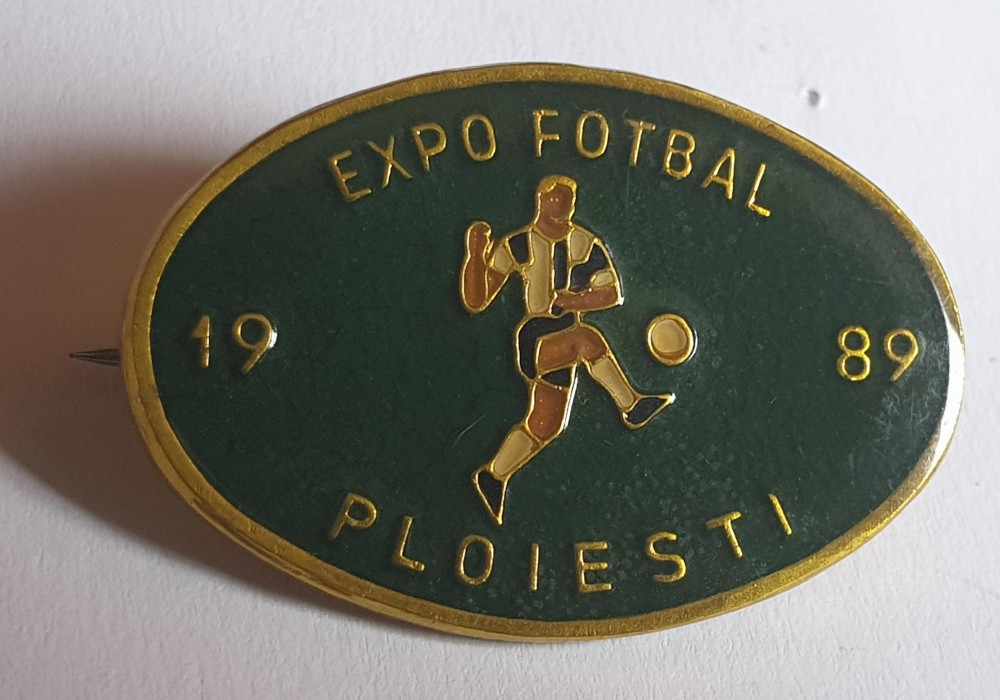 EXPO FOTBAL
19 89
PLOIESTI